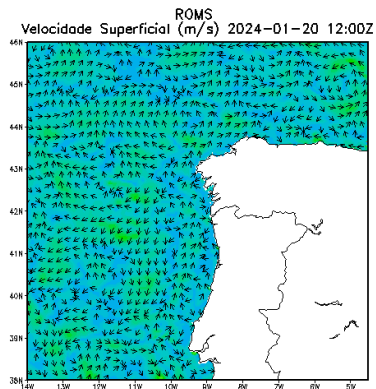 ROMS
Velocidade Superficial (m/s) 2024-01-20 12:00Z
46N
45N
44N
43N
42N
41N
40N
39N
38N
14W 13W 12W 11W 10W 9W 8W 7W 6W 5W